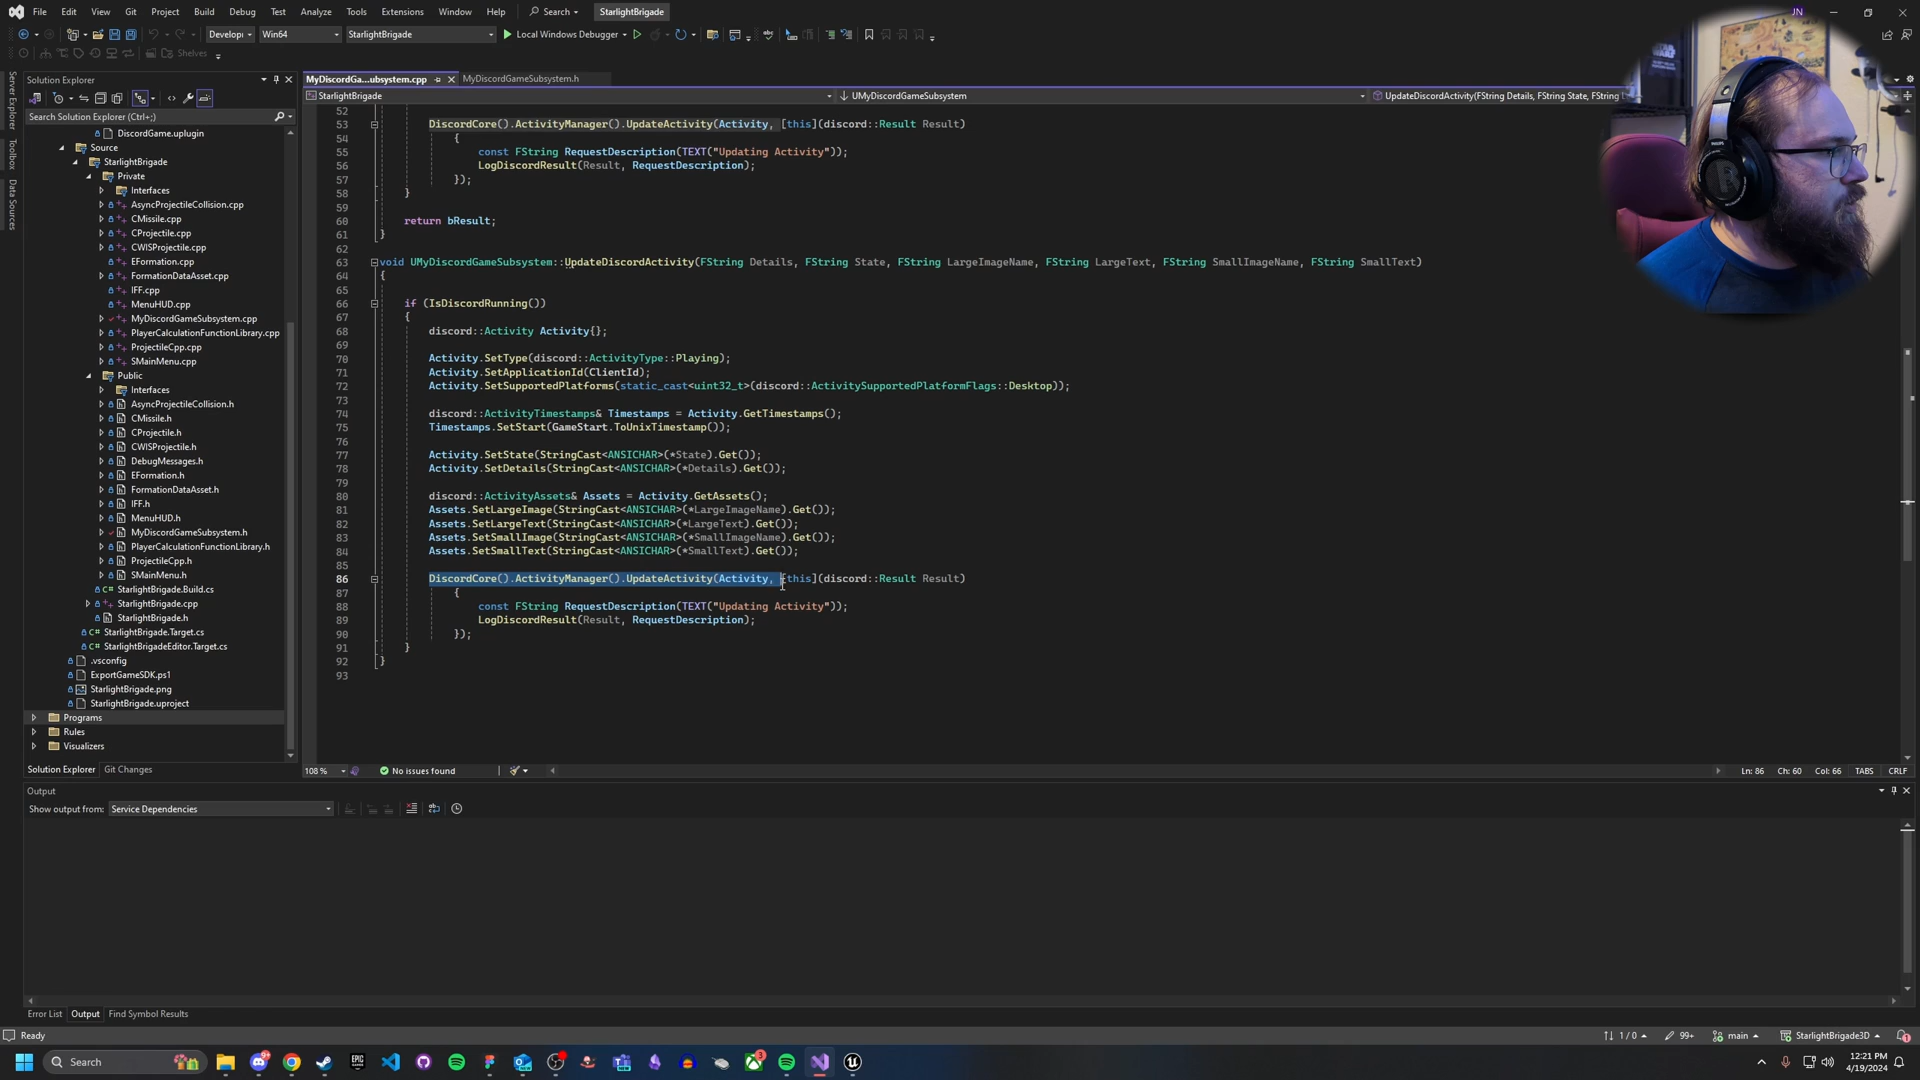 File Edit View Git Project Build Debug Test Analyze Tools Extensions Window Help Search StarlightBrigade JN
Develop Win64 StarlightBrigade Local Windows Debugger
Shelves
Server Explorer
Toolbox
Data Sources
Solution Explorer
Search Solution Explorer (Ctrl+;)
DiscordGame.uplugin
Source
StarlightBrigade
Private
Interfaces
AsyncProjectileCollision.cpp
CMissile.cpp
CProjectile.cpp
CWISProjectile.cpp
EFormation.cpp
FormationDataAsset.cpp
IFF.cpp
MenuHUD.cpp
MyDiscordGameSubsystem.cpp
PlayerCalculationFunctionLibrary.cpp
ProjectileCpp.cpp
SMainMenu.cpp
Public
Interfaces
AsyncProjectileCollision.h
CMissile.h
CProjectile.h
CWISProjectile.h
DebugMessages.h
EFormation.h
FormationDataAsset.h
IFF.h
MenuHUD.h
MyDiscordGameSubsystem.h
PlayerCalculationFunctionLibrary.h
ProjectileCpp.h
SMainMenu.h
StarlightBrigade.Build.cs
StarlightBrigade.cpp
StarlightBrigade.h
StarlightBrigade.Target.cs
StarlightBrigadeEditor.Target.cs
.vsconfig
ExportGameSDK.ps1
StarlightBrigade.png
StarlightBrigade.uproject
Programs
Rules
Visualizers
Solution Explorer Git Changes
MyDiscordGa...ubsystem.cpp MyDiscordGameSubsystem.h
StarlightBrigade UMyDiscordGameSubsystem UpdateDiscordActivity(FString Details, FString State, FString LargeImageName, FString
52
53 DiscordCore().ActivityManager().UpdateActivity(Activity, [this](discord::Result Result)
54 {
55 const FString RequestDescription(TEXT("Updating Activity"));
56 LogDiscordResult(Result, RequestDescription);
57 });
58 }
59
60 return bResult;
61 }
62
63 void UMyDiscordGameSubsystem::UpdateDiscordActivity(FString Details, FString State, FString LargeImageName, FString LargeText, FString SmallImageName, FString SmallText)
64 {
65
66 if (IsDiscordRunning())
67 {
68 discord::Activity Activity{};
69
70 Activity.SetType(discord::ActivityType::Playing);
71 Activity.SetApplicationId(ClientId);
72 Activity.SetSupportedPlatforms(static_cast<uint32_t>(discord::ActivitySupportedPlatformFlags::Desktop));
73
74 discord::ActivityTimestamps& Timestamps = Activity.GetTimestamps();
75 Timestamps.SetStart(GameStart.ToUnixTimestamp());
76
77 Activity.SetState(StringCast<ANSICHAR>(*State).Get());
78 Activity.SetDetails(StringCast<ANSICHAR>(*Details).Get());
79
80 discord::ActivityAssets& Assets = Activity.GetAssets();
81 Assets.SetLargeImage(StringCast<ANSICHAR>(*LargeImageName).Get());
82 Assets.SetLargeText(StringCast<ANSICHAR>(*LargeText).Get());
83 Assets.SetSmallImage(StringCast<ANSICHAR>(*SmallImageName).Get());
84 Assets.SetSmallText(StringCast<ANSICHAR>(*SmallText).Get());
85
86 DiscordCore().ActivityManager().UpdateActivity(Activity, [this](discord::Result Result)
87 {
88 const FString RequestDescription(TEXT("Updating Activity"));
89 LogDiscordResult(Result, RequestDescription);
90 });
91 }
92 }
93
108 % No issues found Ln: 86 Ch: 60 Col: 66 TABS CRLF
Output
Show output from: Service Dependencies
Error List Output Find Symbol Results
Ready 1 / 0 99+ main StarlightBrigade3D
Search
12:21 PM
4/19/2024